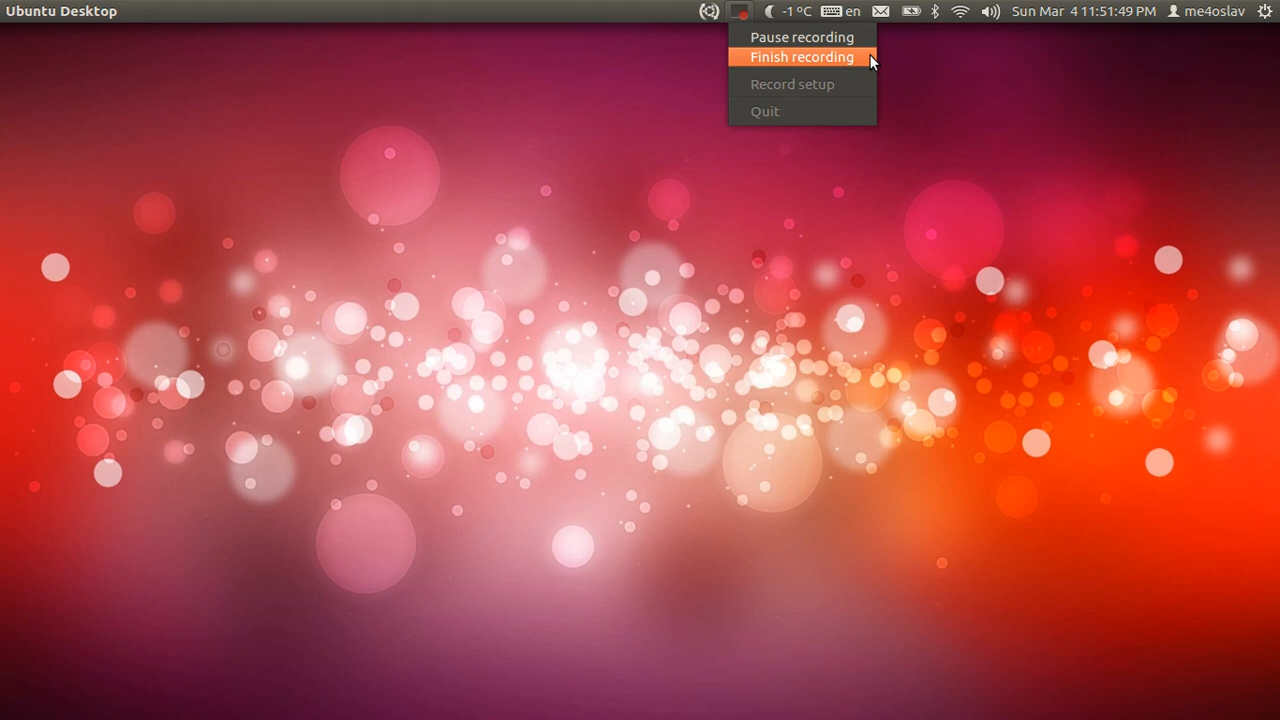 Ubuntu Desktop -1 °C en Sun Mar 4 11:51:49 PM me4oslav
Pause recording
Finish recording
Record setup
Quit